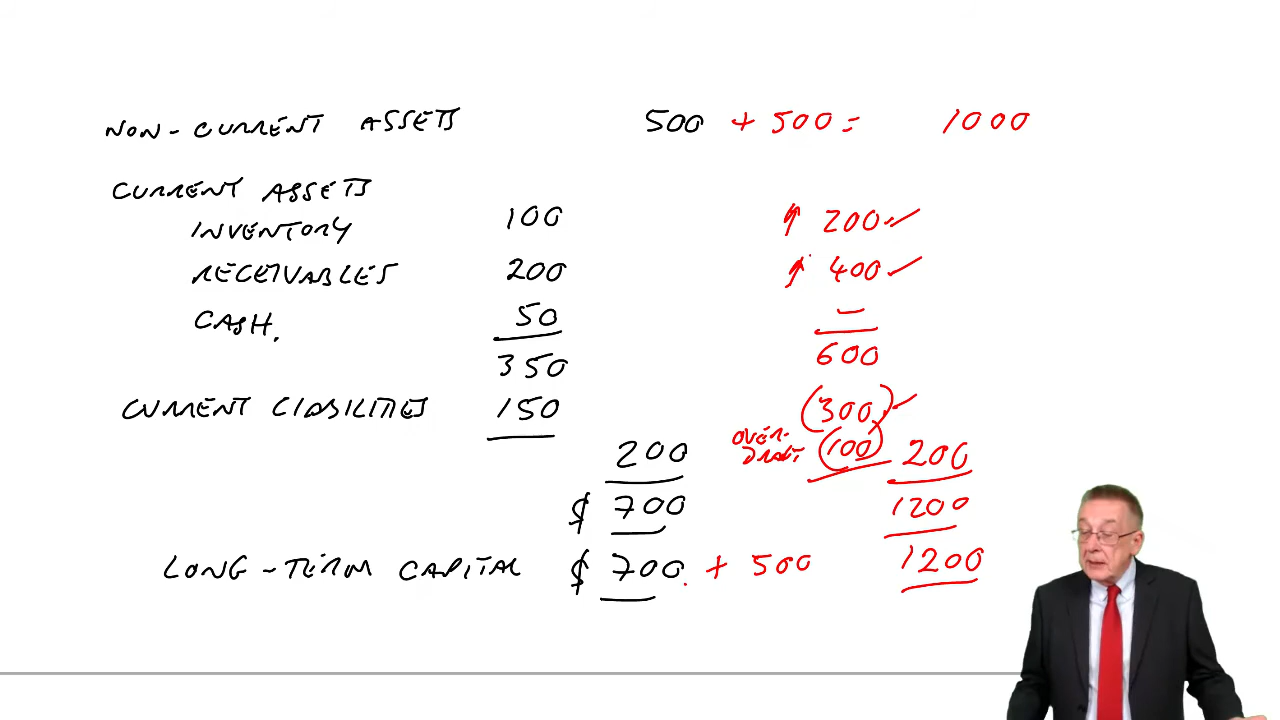 NON-CURRENT ASSETS 500 + 500 = 1000
CURRENT ASSETS
INVENTORY 100 ↑ 200 ✓
RECEIVABLES 200 ↑ 400 ✓
CASH. 50 –
350 600
CURRENT LIABILITIES 150 (300) ✓
200 OVER-
DRAFT (100) 200
$ 700 1200
LONG-TERM CAPITAL $ 700 + 500 1200